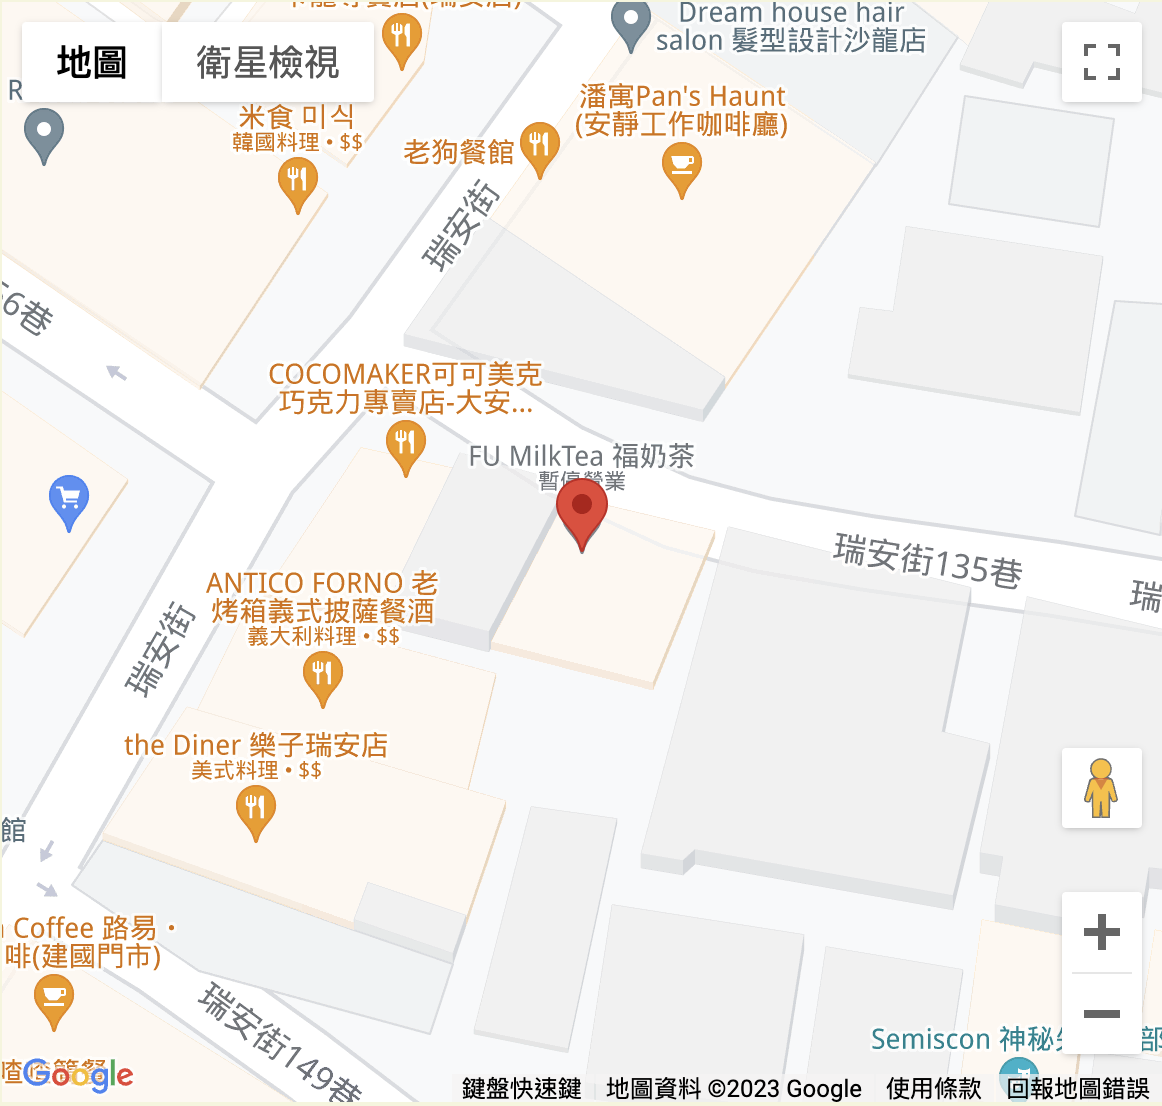 地圖
衛星檢視
Dream house hair
salon 髮型設計沙龍店
R
米食 미식
韓國料理 • $$
老狗餐館
潘寓Pan's Haunt
(安靜工作咖啡廳)
瑞安街
56巷
COCOMAKER可可美克
巧克力專賣店-大安...
FU MilkTea 福奶茶
暫停營業
瑞安街135巷
瑞
ANTICO FORNO 老
烤箱義式披薩餐酒
義大利料理 • $$
瑞安街
the Diner 樂子瑞安店
美式料理 • $$
館
Coffee 路易・
啡(建國門市)
瑞安街149巷
Semiscon 神秘
部
Google
鍵盤快速鍵
地圖資料 ©2023 Google
使用條款
回報地圖錯誤